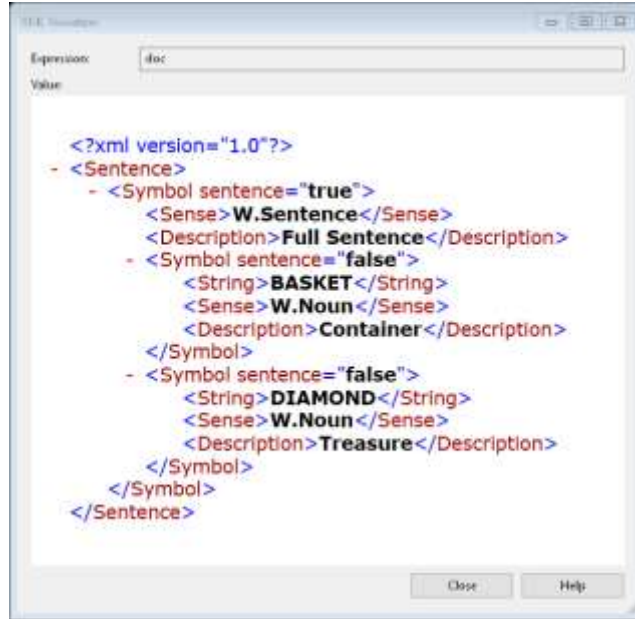 Expression: doc
Value:
<?xml version="1.0"?>
- <Sentence>
- <Symbol sentence="true">
<Sense>W.Sentence</Sense>
<Description>Full Sentence</Description>
- <Symbol sentence="false">
<String>BASKET</String>
<Sense>W.Noun</Sense>
<Description>Container</Description>
</Symbol>
- <Symbol sentence="false">
<String>DIAMOND</String>
<Sense>W.Noun</Sense>
<Description>Treasure</Description>
</Symbol>
</Symbol>
</Sentence>
Close Help